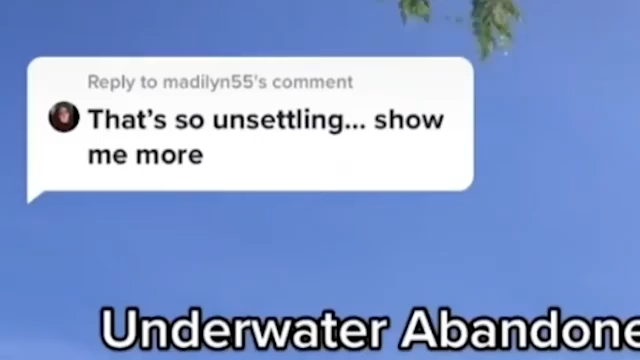 Reply to madilyn55's comment
That's so unsettling... show
me more
Underwater Abandone